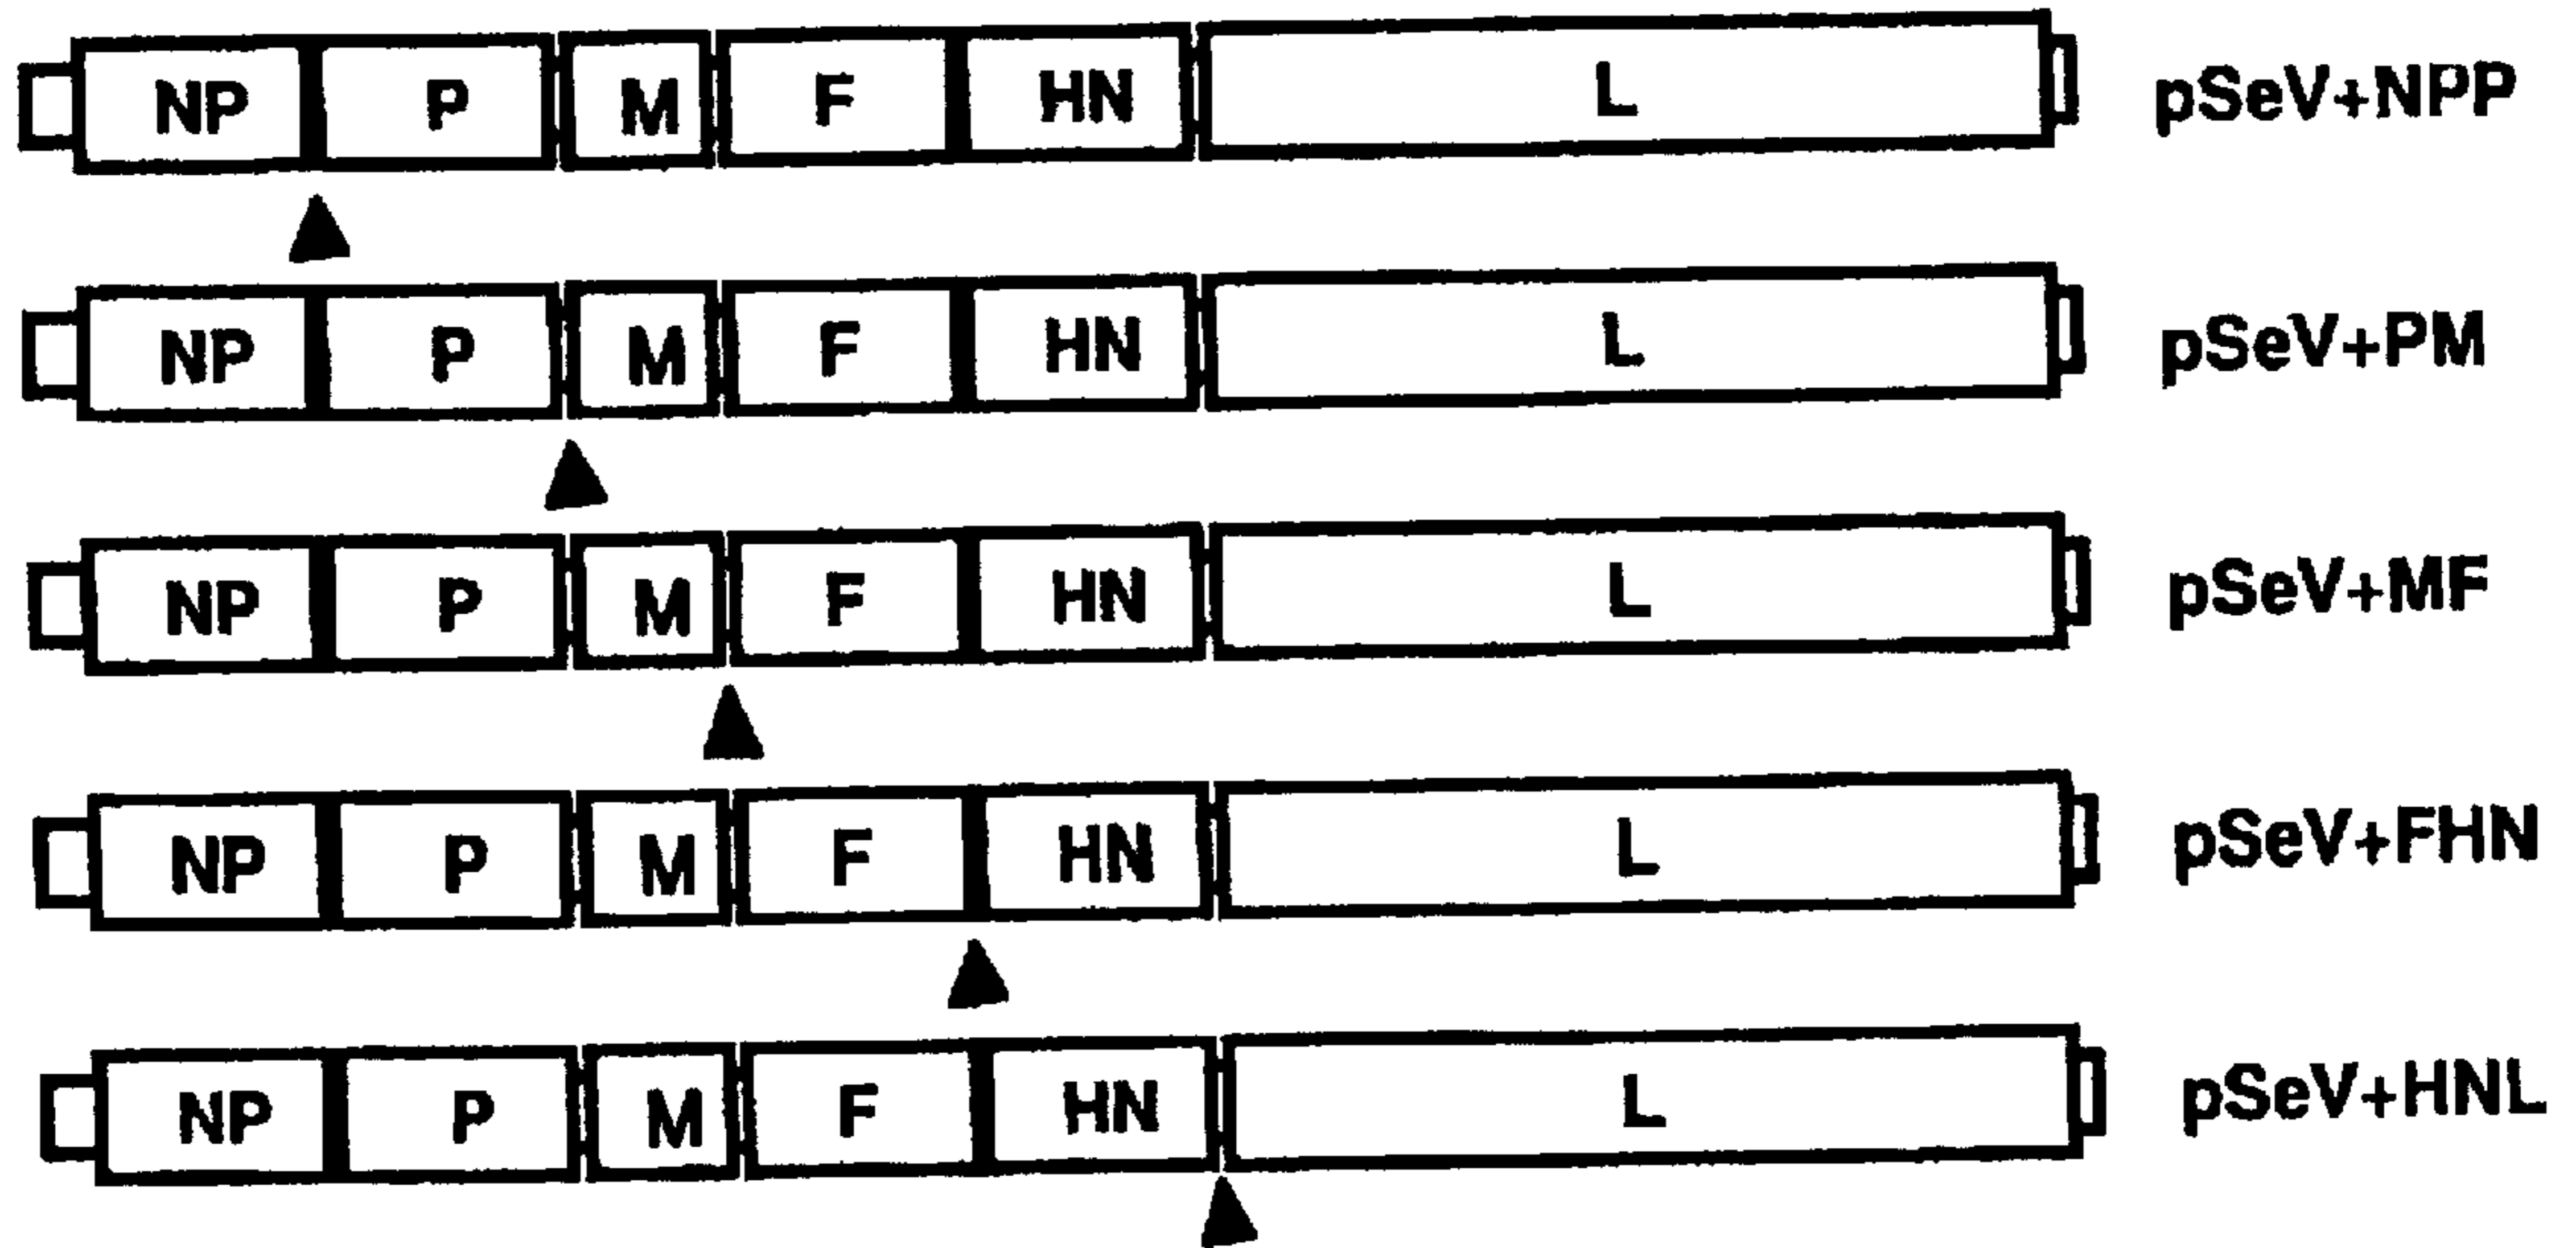 NP P M F HN L pSeV+NPP
NP P M F HN L pSeV+PM
NP P M F HN L pSeV+MF
NP P M F HN L pSeV+FHN
NP P M F HN L pSeV+HNL